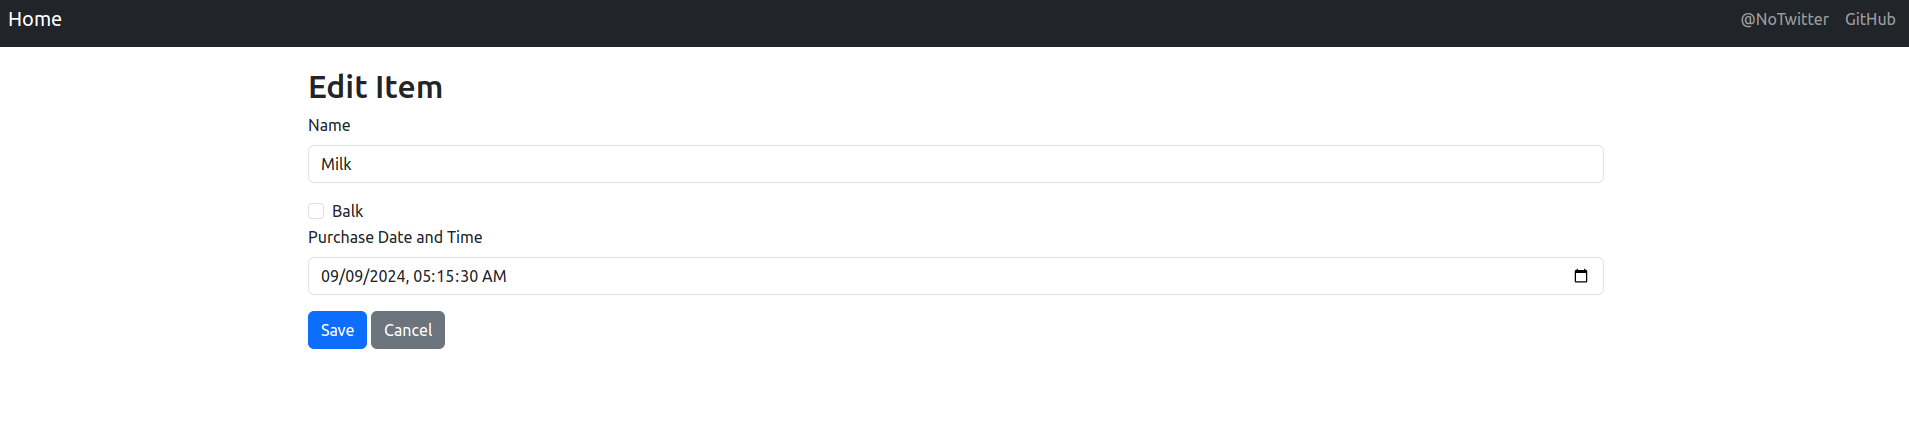 Home @NoTwitter GitHub
Edit Item
Name
Milk
Balk
Purchase Date and Time
09/09/2024, 05:15:30 AM
Save Cancel